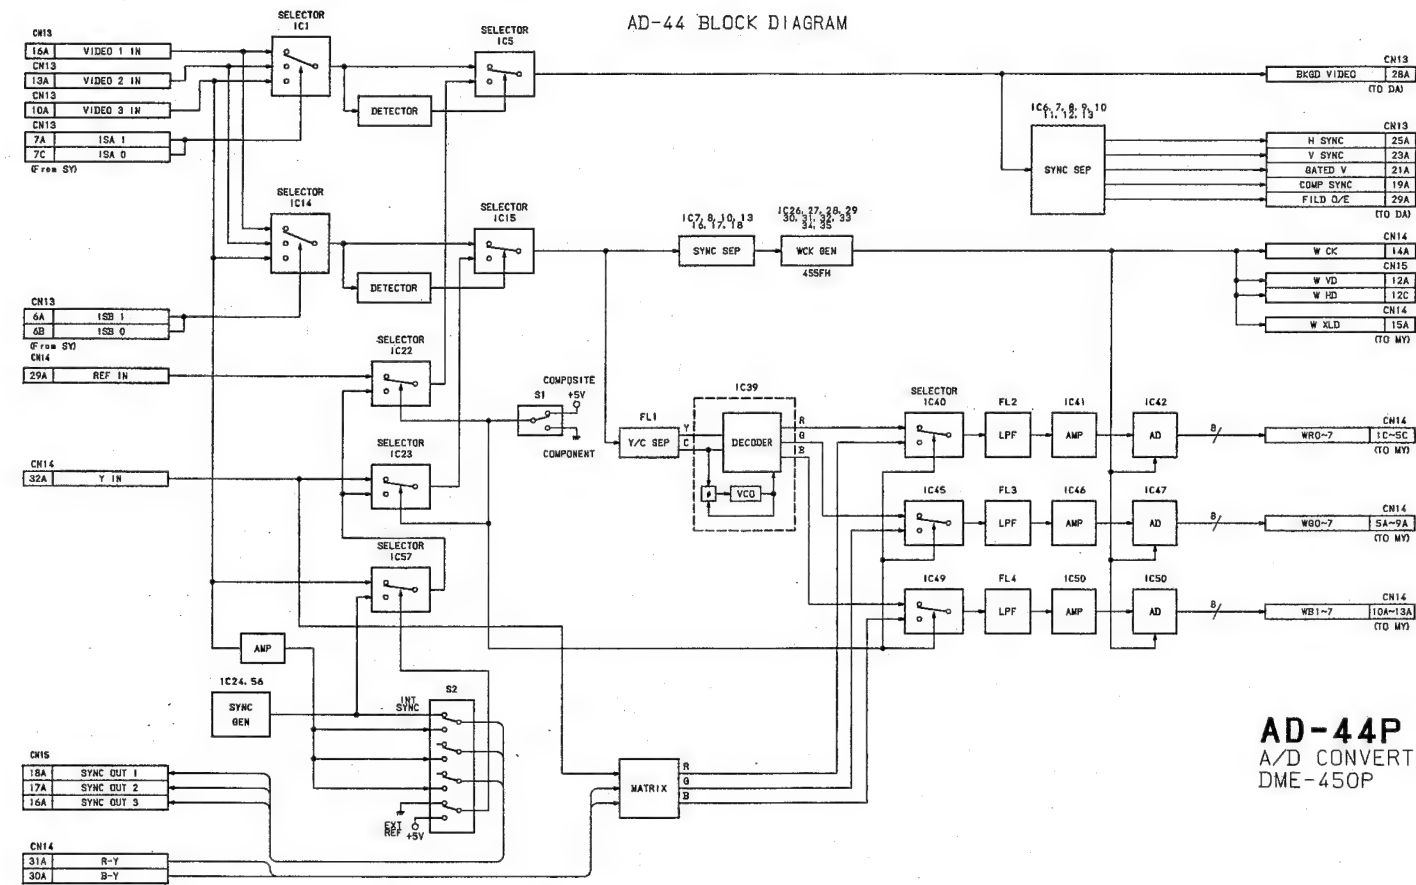 AD-44 BLOCK DIAGRAM
SELECTOR
IC1
SELECTOR
IC5
CN13
16A VIDEO 1 IN
CN13
13A VIDEO 2 IN
CN13
10A VIDEO 3 IN
CN13
7A ISA 1
7C ISA 0
(From SY)
DETECTOR
CN13
BKGD VIDEO 28A
(TO DA)
IC6, 7, 8, 9, 10
11, 12, 13
SYNC SEP
CN13
H SYNC 25A
V SYNC 23A
GATED V 21A
COMP SYNC 19A
FILD O/E 29A
(TO DA)
SELECTOR
IC14
SELECTOR
IC15
DETECTOR
IC7, 8, 10, 13
16, 17, 18
SYNC SEP
IC26, 27, 28, 29
30, 31, 32, 33
34, 35
WCK GEN
455FH
CN14
W CK 14A
CN15
W VD 12A
W HD 12C
CN14
W XLD 15A
(TO MY)
CN13
6A ISB 1
6B ISB 0
(From SY)
CN14
29A REF IN
SELECTOR
IC22
COMPOSITE
S1 +5V
COMPONENT
SELECTOR
IC23
CN14
32A Y IN
SELECTOR
IC57
FL1
Y/C SEP
Y
C
IC39
DECODER
R
G
B
VCO
SELECTOR
IC40
FL2
LPF
IC41
AMP
IC42
AD
8
CN14
WR0~7 1C~5C
(TO MY)
IC45
FL3
LPF
IC46
AMP
IC47
AD
8
CN14
WG0~7 5A~9A
(TO MY)
IC49
FL4
LPF
IC50
AMP
IC50
AD
8
CN14
WB1~7 10A~13A
(TO MY)
AMP
IC24, 56
SYNC
GEN
INT
SYNC
S2
EXT
REF
+5V
CN15
18A SYNC OUT 1
17A SYNC OUT 2
16A SYNC OUT 3
CN14
31A R-Y
30A B-Y
MATRIX
R
G
B
AD-44P
A/D CONVERT
DME-450P